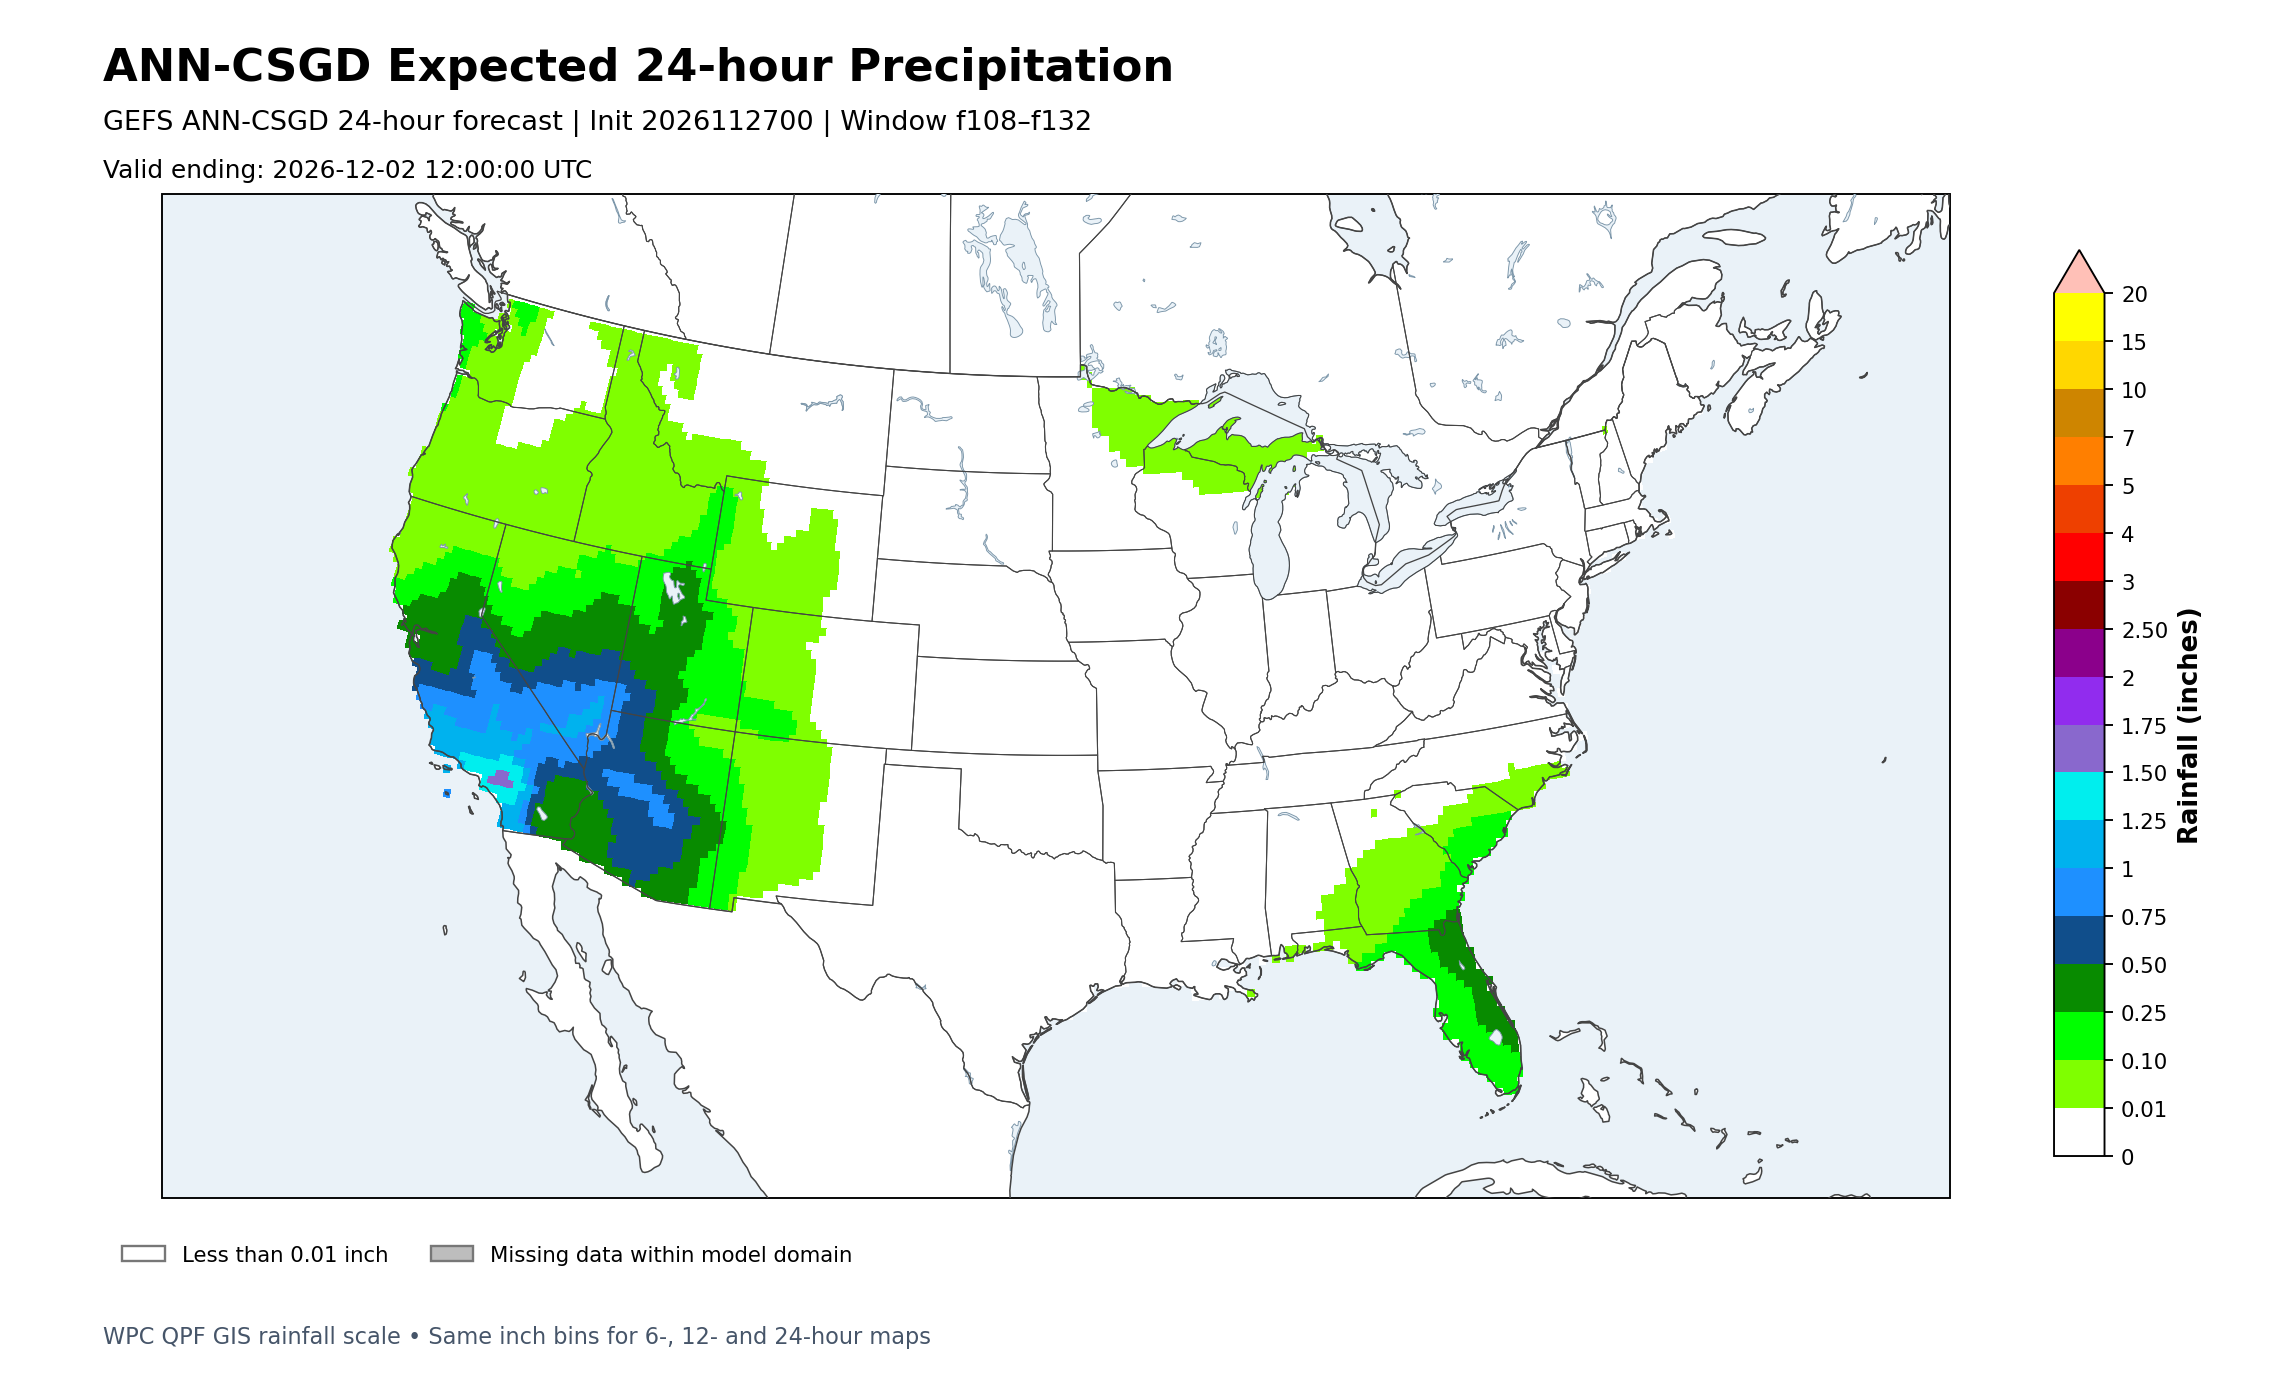 ANN-CSGD Expected 24-hour Precipitation
GEFS ANN-CSGD 24-hour forecast | Init 2026112700 | Window f108–f132
Valid ending: 2026-12-02 12:00:00 UTC
20
15
10
7
5
4
3
2.50
2
1.75
1.50
1.25
1
0.75
0.50
0.25
0.10
0.01
0
Rainfall (inches)
Less than 0.01 inch
Missing data within model domain
WPC QPF GIS rainfall scale • Same inch bins for 6-, 12- and 24-hour maps